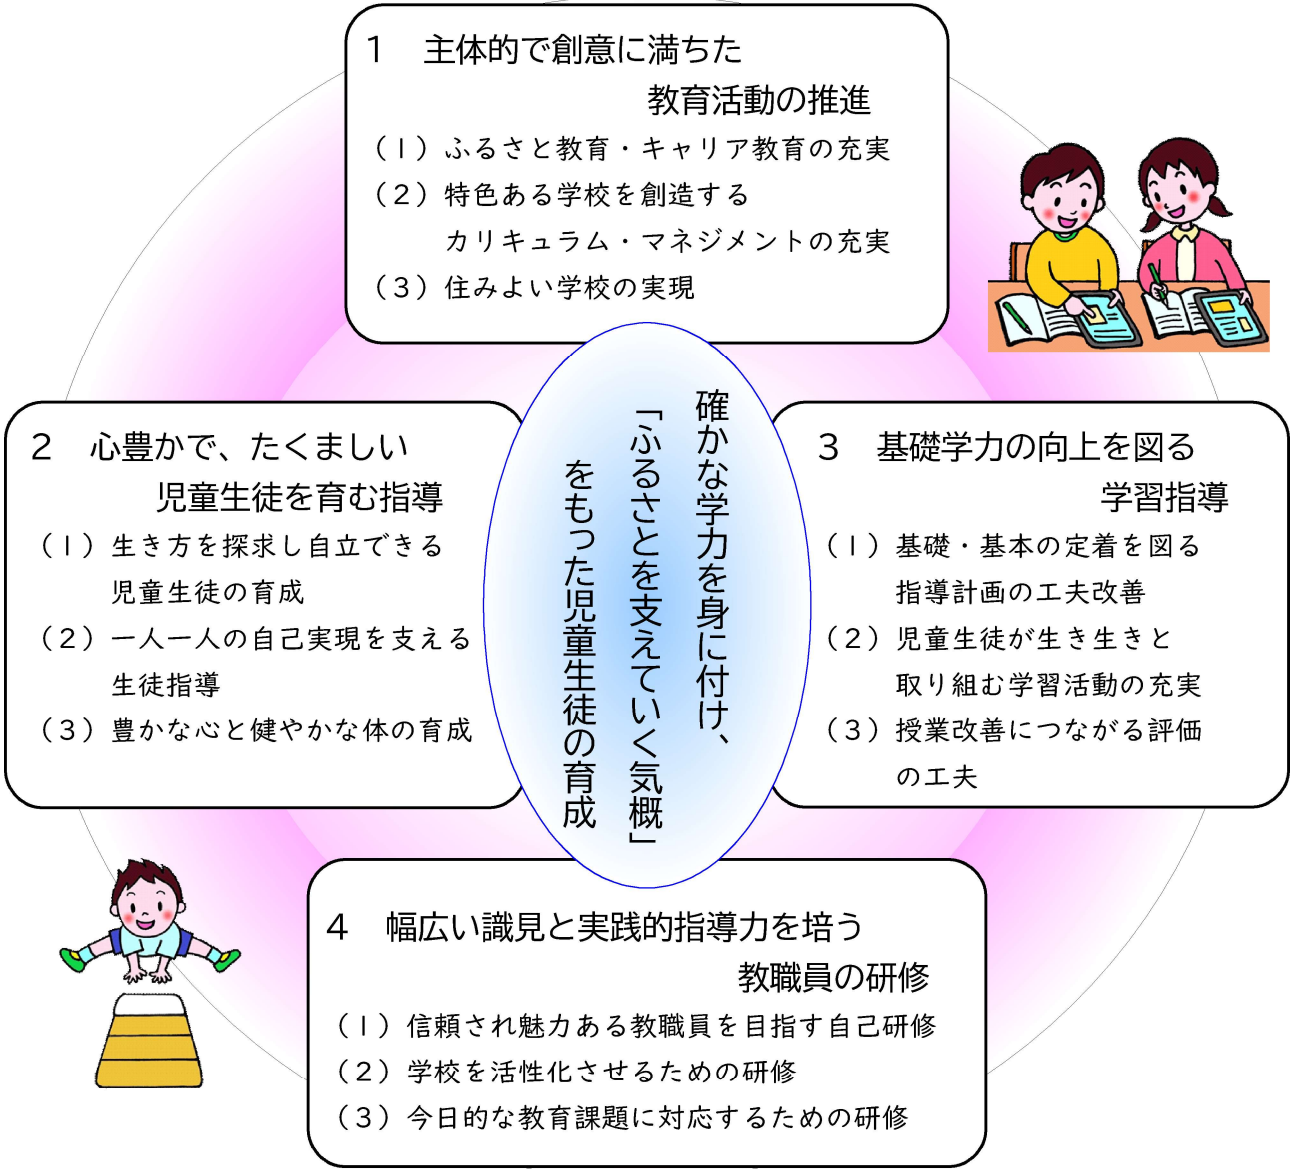 １　主体的で創意に満ちた
教育活動の推進
（１）ふるさと教育・キャリア教育の充実
（２）特色ある学校を創造する
カリキュラム・マネジメントの充実
（３）住みよい学校の実現
２　心豊かで、たくましい
児童生徒を育む指導
（１）生き方を探求し自立できる
児童生徒の育成
（２）一人一人の自己実現を支える
生徒指導
（３）豊かな心と健やかな体の育成
確かな学力を身に付け、
「ふるさとを支えていく気概」
をもった児童生徒の育成
３　基礎学力の向上を図る
学習指導
（１）基礎・基本の定着を図る
指導計画の工夫改善
（２）児童生徒が生き生きと
取り組む学習活動の充実
（３）授業改善につながる評価
の工夫
４　幅広い識見と実践的指導力を培う
教職員の研修
（１）信頼され魅力ある教職員を目指す自己研修
（２）学校を活性化させるための研修
（３）今日的な教育課題に対応するための研修